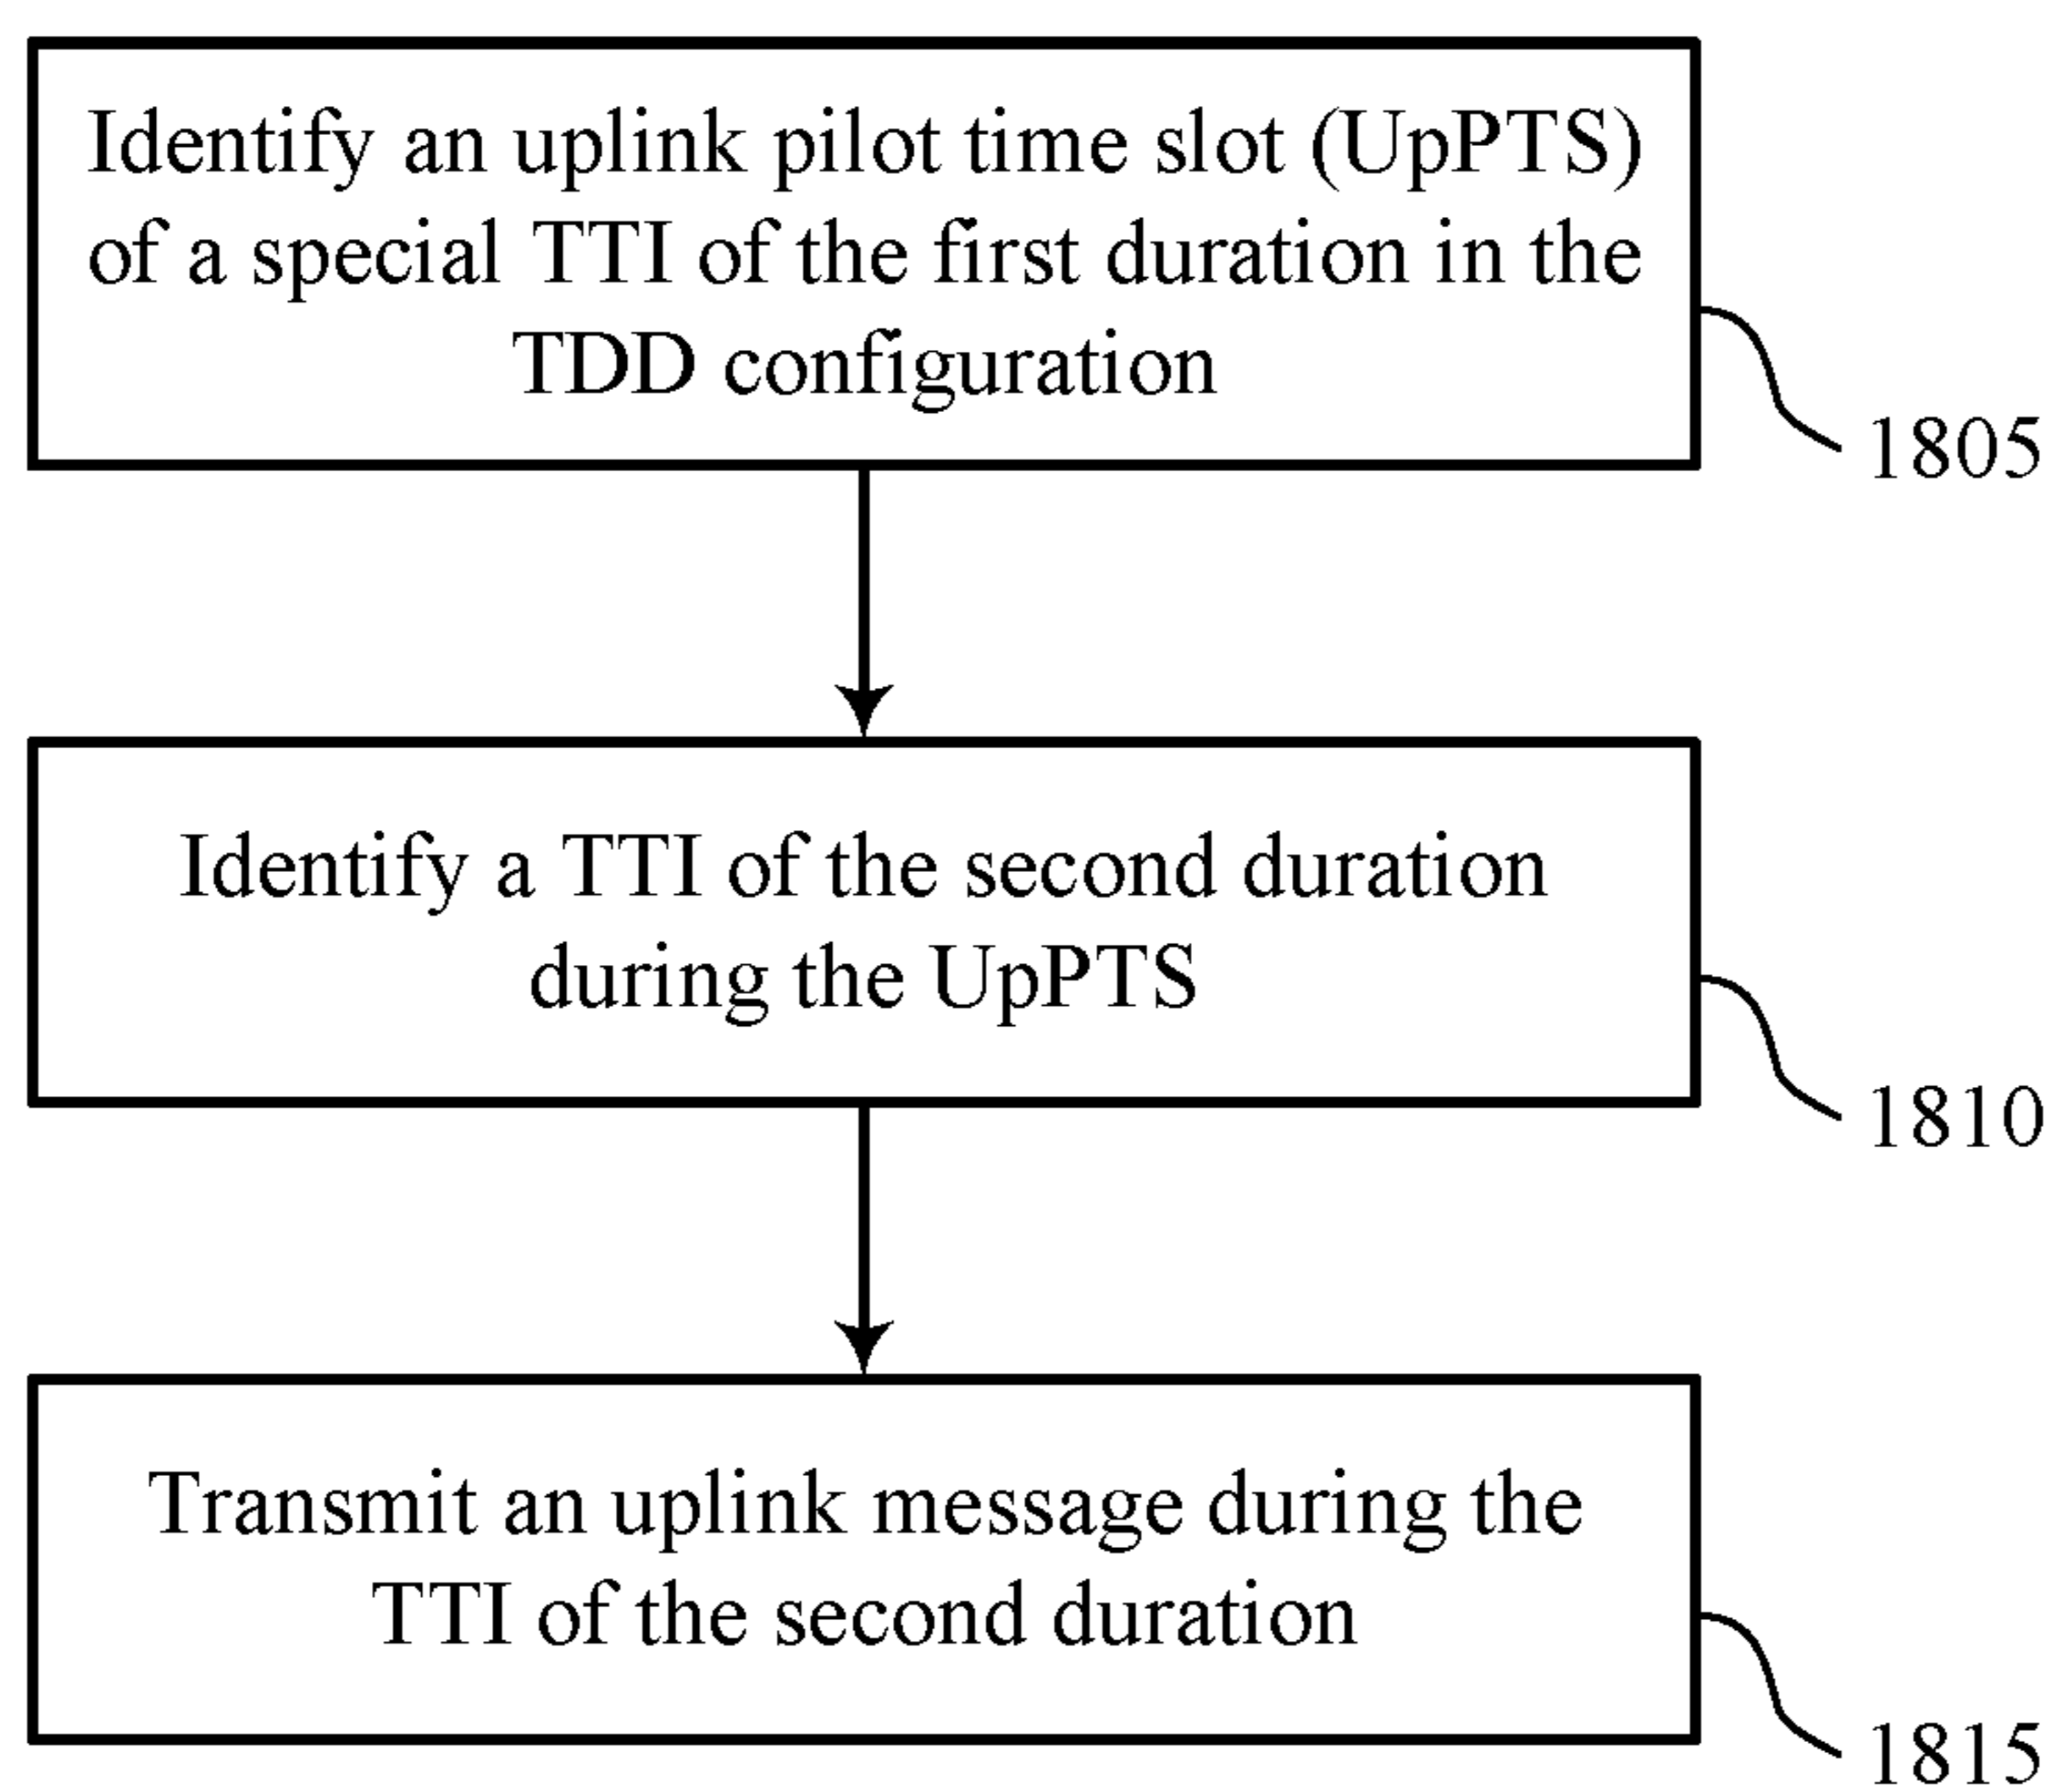 Identify an uplink pilot time slot (UpPTS)
of a special TTI of the first duration in the
TDD configuration
1805
Identify a TTI of the second duration
during the UpPTS
1810
Transmit an uplink message during the
TTI of the second duration
1815